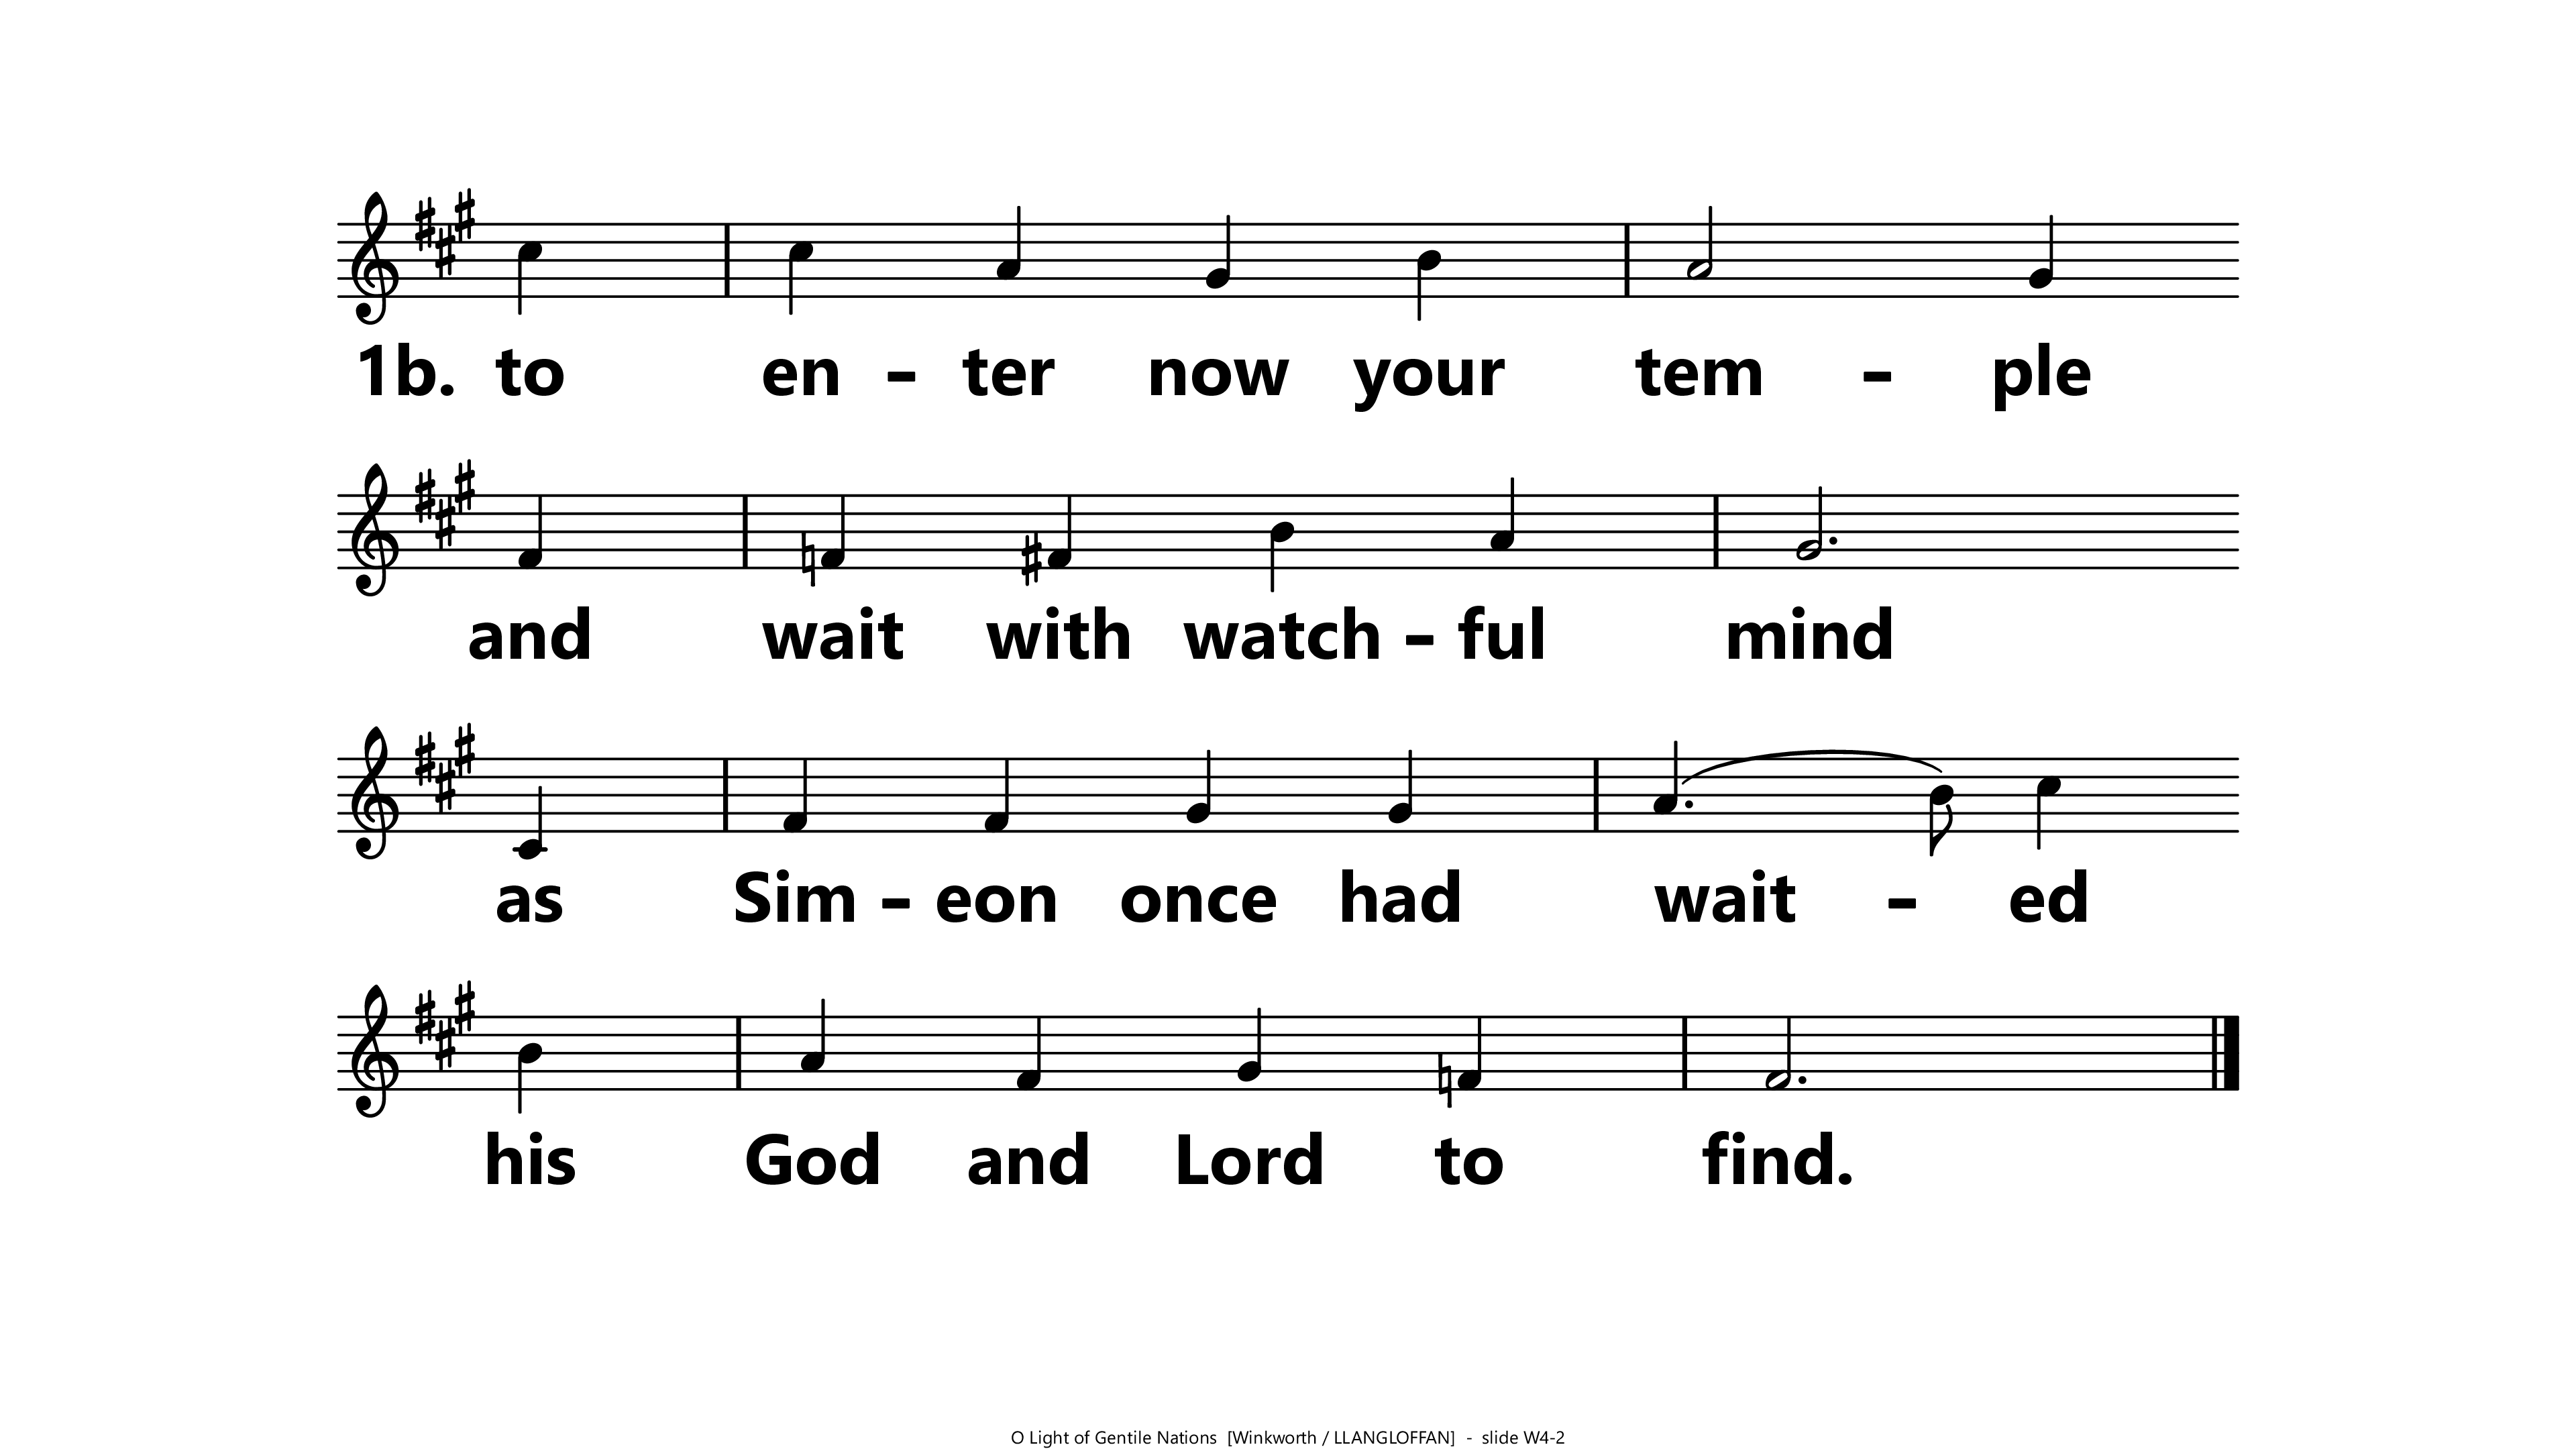 1b. to en - ter now your tem - ple
and wait with watch - ful mind
as Sim - eon once had wait - ed
his God and Lord to find.
O Light of Gentile Nations [Winkworth / LLANGLOFFAN] - slide W4-2